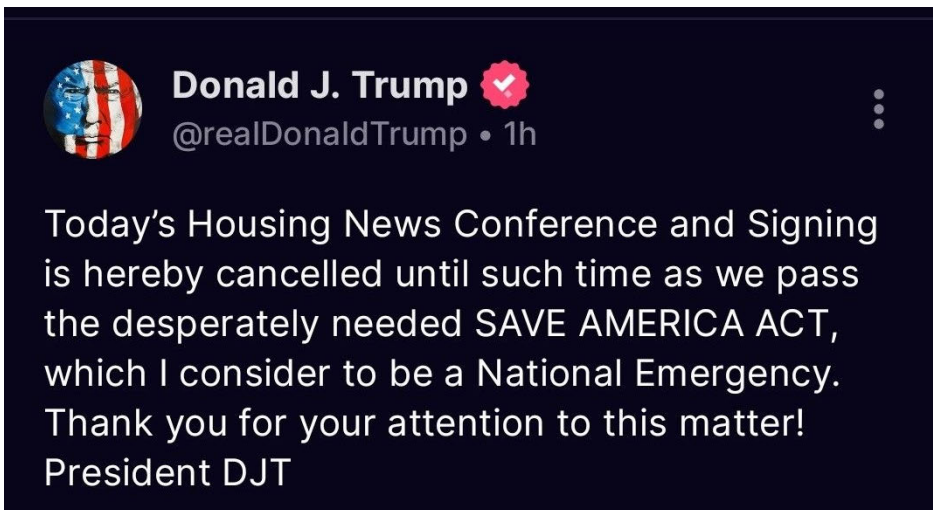 Donald J. Trump
@realDonaldTrump • 1h
Today’s Housing News Conference and Signing
is hereby cancelled until such time as we pass
the desperately needed SAVE AMERICA ACT,
which I consider to be a National Emergency.
Thank you for your attention to this matter!
President DJT